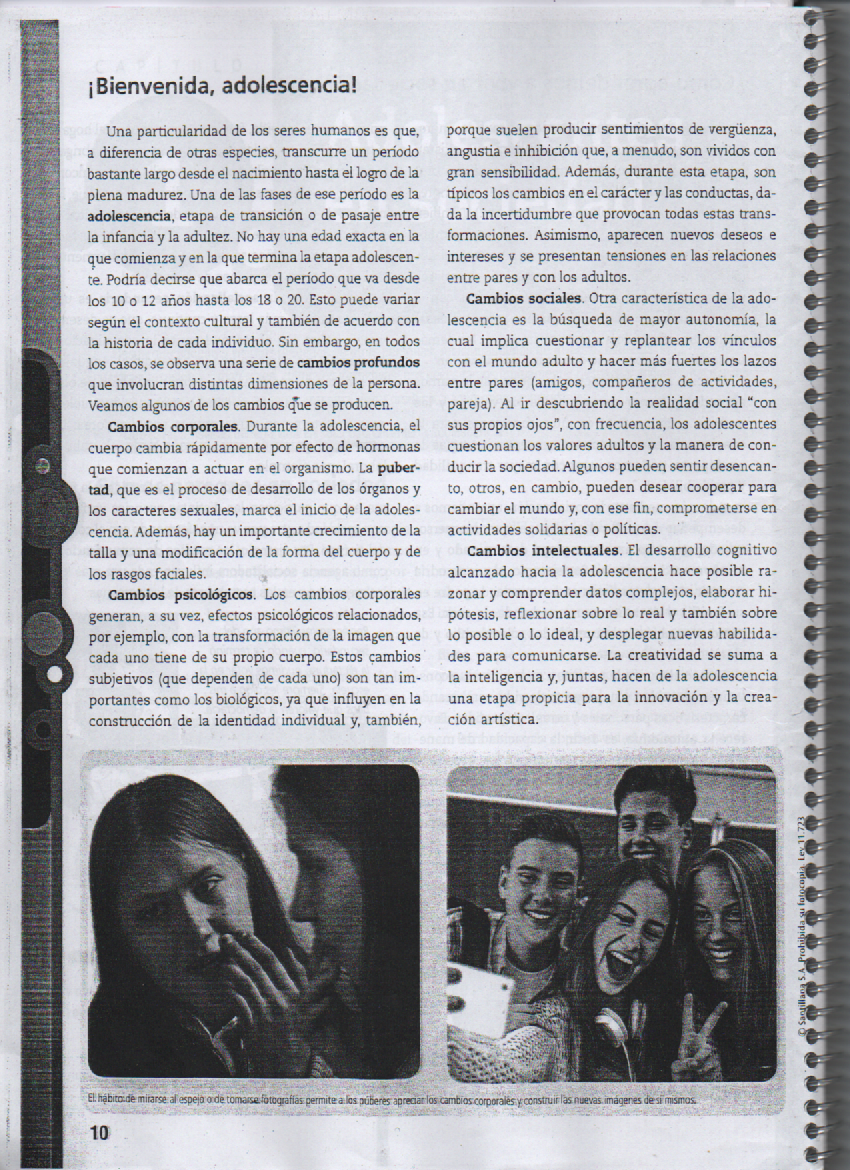 ¡Bienvenida, adolescencia!
Una particularidad de los seres humanos es que,
a diferencia de otras especies, transcurre un período
bastante largo desde el nacimiento hasta el logro de la
plena madurez. Una de las fases de ese período es la
adolescencia, etapa de transición o de pasaje entre
la infancia y la adultez. No hay una edad exacta en la
que comienza y en la que termina la etapa adolescen-
te. Podría decirse que abarca el período que va desde
los 10 o 12 años hasta los 18 o 20. Esto puede variar
según el contexto cultural y también de acuerdo con
la historia de cada individuo. Sin embargo, en todos
los casos, se observa una serie de cambios profundos
que involucran distintas dimensiones de la persona.
Veamos algunos de los cambios que se producen.
Cambios corporales. Durante la adolescencia, el
cuerpo cambia rápidamente por efecto de hormonas
que comienzan a actuar en el organismo. La puber-
tad, que es el proceso de desarrollo de los órganos y
los caracteres sexuales, marca el inicio de la adoles-
cencia. Además, hay un importante crecimiento de la
talla y una modificación de la forma del cuerpo y de
los rasgos faciales.
Cambios psicológicos. Los cambios corporales
generan, a su vez, efectos psicológicos relacionados,
por ejemplo, con la transformación de la imagen que
cada uno tiene de su propio cuerpo. Estos cambios
subjetivos (que dependen de cada uno) son tan im-
portantes como los biológicos, ya que influyen en la
construcción de la identidad individual y, también,
porque suelen producir sentimientos de vergüenza,
angustia e inhibición que, a menudo, son vividos con
gran sensibilidad. Además, durante esta etapa, son
típicos los cambios en el carácter y las conductas, da-
da la incertidumbre que provocan todas estas trans-
formaciones. Asimismo, aparecen nuevos deseos e
intereses y se presentan tensiones en las relaciones
entre pares y con los adultos.
Cambios sociales. Otra característica de la ado-
lescencia es la búsqueda de mayor autonomía, la
cual implica cuestionar y replantear los vínculos
con el mundo adulto y hacer más fuertes los lazos
entre pares (amigos, compañeros de actividades,
pareja). Al ir descubriendo la realidad social "con
sus propios ojos", con frecuencia, los adolescentes
cuestionan los valores adultos y la manera de con-
ducir la sociedad. Algunos pueden sentir desencan-
to, otros, en cambio, pueden desear cooperar para
cambiar el mundo y, con ese fin, comprometerse en
actividades solidarias o políticas.
Cambios intelectuales. El desarrollo cognitivo
alcanzado hacia la adolescencia hace posible ra-
zonar y comprender datos complejos, elaborar hi-
pótesis, reflexionar sobre lo real y también sobre
lo posible o lo ideal, y desplegar nuevas habilida-
des para comunicarse. La creatividad se suma a
la inteligencia y, juntas, hacen de la adolescencia
una etapa propicia para la innovación y la crea-
ción artística.
El hábito de mirarse al espejo o de tomarse fotografías permite a los púberes apreciar los cambios corporales y construir las nuevas imágenes de sí mismos.
10
© Santillana S.A. Prohibida su fotocopia. Ley 11.723